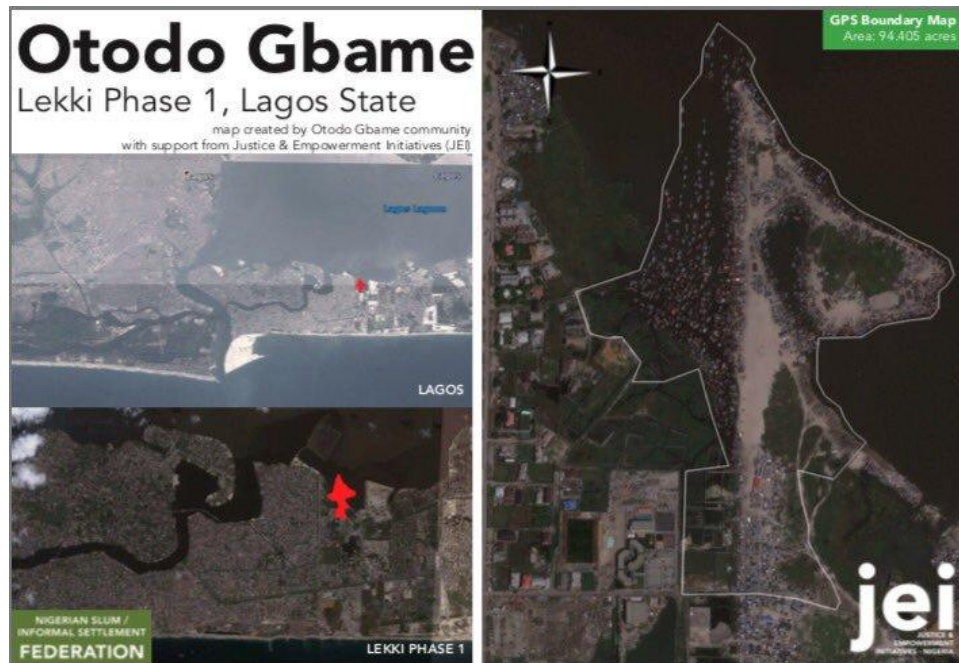 Otodo Gbame
Lekki Phase 1, Lagos State
map created by Otodo Gbame community
with support from Justice & Empowerment Initiatives (JEI)
Lagos
Lagos
Lagos Lagoon
LAGOS
NIGERIAN SLUM /
INFORMAL SETTLEMENT
FEDERATION
LEKKI PHASE 1
GPS Boundary Map
Area: 94.405 acres
jei
JUSTICE &
EMPOWERMENT
INITIATIVES - NIGERIA